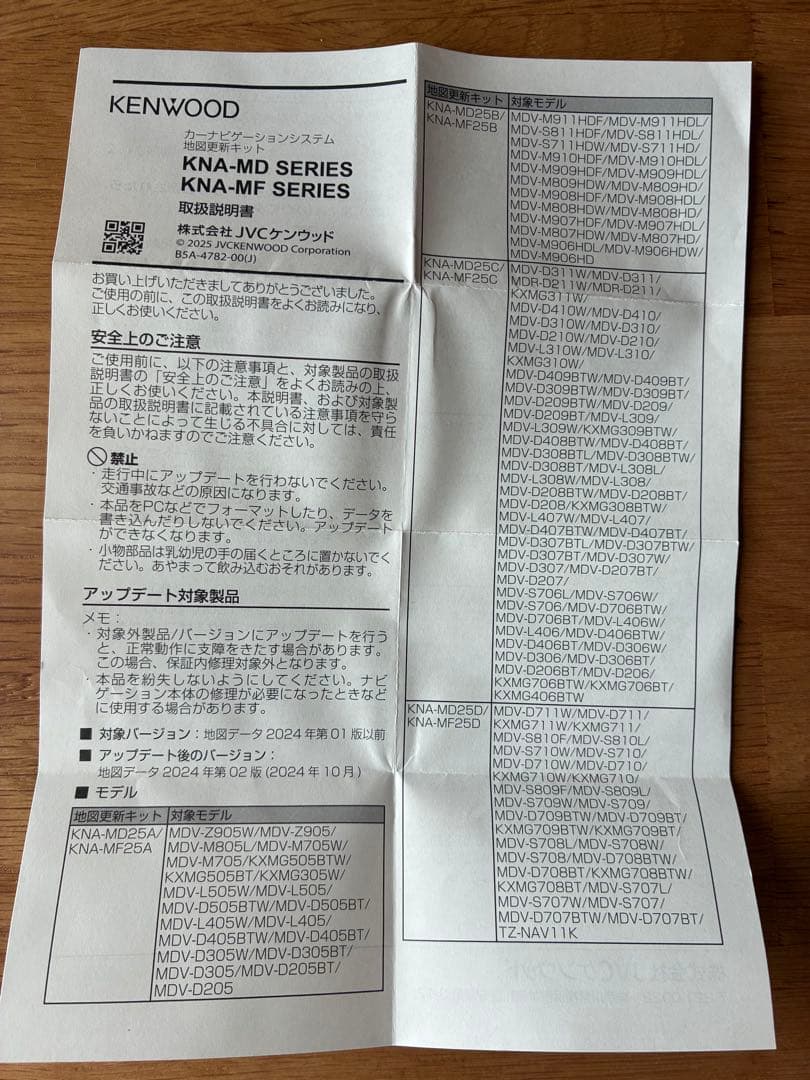 KENWOOD
カーナビゲーションシステム
地図更新キット
KNA-MD SERIES
KNA-MF SERIES
取扱説明書
株式会社 JVCケンウッド
© 2025 JVCKENWOOD Corporation
B5A-4782-00(J)
お買い上げいただきましてありがとうございました。
ご使用の前に、この取扱説明書をよくお読みになり、
正しくお使いください。
安全上のご注意
ご使用前に、以下の注意事項と、対象製品の取扱
説明書の「安全上のご注意」をよくお読みの上、
正しくお使いください。本説明書、および対象製
品の取扱説明書に記載されている注意事項を守ら
ないことによって生じる不具合に対しては、責任
を負いかねますのでご注意ください。
禁止
・走行中にアップデートを行わないでください。
交通事故などの原因になります。
・本品をPCなどでフォーマットしたり、データを
書き込んだりしないでください。アップデート
ができなくなります。
・小物部品は乳幼児の手の届くところに置かないでく
ださい。あやまって飲み込むおそれがあります。
アップデート対象製品
メモ：
・対象外製品/バージョンにアップデートを行う
と、正常動作に支障をきたす場合があります。
この場合、保証内修理対象外となります。
・本品を紛失しないようにしてください。ナビ
ゲーション本体の修理が必要になったときなど
に使用する場合があります。
■ 対象バージョン：地図データ 2024 年第 01 版以前
■ アップデート後のバージョン：
地図データ 2024 年第 02 版 (2024 年 10 月)
■ モデル
地図更新キット 対象モデル
KNA-MD25A/ MDV-Z905W/MDV-Z905/
KNA-MF25A MDV-M805L/MDV-M705W/
MDV-M705/KXMG505BTW/
KXMG505BT/KXMG305W/
MDV-L505W/MDV-L505/
MDV-D505BTW/MDV-D505BT/
MDV-L405W/MDV-L405/
MDV-D405BTW/MDV-D405BT/
MDV-D305W/MDV-D305BT/
MDV-D305/MDV-D205BT/
MDV-D205
地図更新キット 対象モデル
KNA-MD25B/ MDV-M911HDF/MDV-M911HDL/
KNA-MF25B MDV-S811HDF/MDV-S811HDL/
MDV-S711HDW/MDV-S711HD/
MDV-M910HDF/MDV-M910HDL/
MDV-M909HDF/MDV-M909HDL/
MDV-M809HDW/MDV-M809HD/
MDV-M908HDF/MDV-M908HDL/
MDV-M808HDW/MDV-M808HD/
MDV-M907HDF/MDV-M907HDL/
MDV-M807HDW/MDV-M807HD/
MDV-M906HDL/MDV-M906HDW/
MDV-M906HD
KNA-MD25C/ MDV-D311W/MDV-D311/
KNA-MF25C MDR-D211W/MDR-D211/
KXMG311W/
MDV-D410W/MDV-D410/
MDV-D310W/MDV-D310/
MDV-D210W/MDV-D210/
MDV-L310W/MDV-L310/
KXMG310W/
MDV-D409BTW/MDV-D409BT/
MDV-D309BTW/MDV-D309BT/
MDV-D209BTW/MDV-D209/
MDV-D209BT/MDV-L309/
MDV-L309W/KXMG309BTW/
MDV-D408BTW/MDV-D408BT/
MDV-D308BTL/MDV-D308BTW/
MDV-D308BT/MDV-L308L/
MDV-L308W/MDV-L308/
MDV-D208BTW/MDV-D208BT/
MDV-D208/KXMG308BTW/
MDV-L407W/MDV-L407/
MDV-D407BTW/MDV-D407BT/
MDV-D307BTL/MDV-D307BTW/
MDV-D307BT/MDV-D307W/
MDV-D307/MDV-D207BT/
MDV-D207/
MDV-S706L/MDV-S706W/
MDV-S706/MDV-D706BTW/
MDV-D706BT/MDV-L406W/
MDV-L406/MDV-D406BTW/
MDV-D406BT/MDV-D306W/
MDV-D306/MDV-D306BT/
MDV-D206BT/MDV-D206/
KXMG706BTW/KXMG706BT/
KXMG406BTW
KNA-MD25D/ MDV-D711W/MDV-D711/
KNA-MF25D KXMG711W/KXMG711/
MDV-S810F/MDV-S810L/
MDV-S710W/MDV-S710/
MDV-D710W/MDV-D710/
KXMG710W/KXMG710/
MDV-S809F/MDV-S809L/
MDV-S709W/MDV-S709/
MDV-D709BTW/MDV-D709BT/
KXMG709BTW/KXMG709BT/
MDV-S708L/MDV-S708W/
MDV-S708/MDV-D708BTW/
MDV-D708BT/KXMG708BTW/
KXMG708BT/MDV-S707L/
MDV-S707W/MDV-S707/
MDV-D707BTW/MDV-D707BT/
TZ-NAV11K